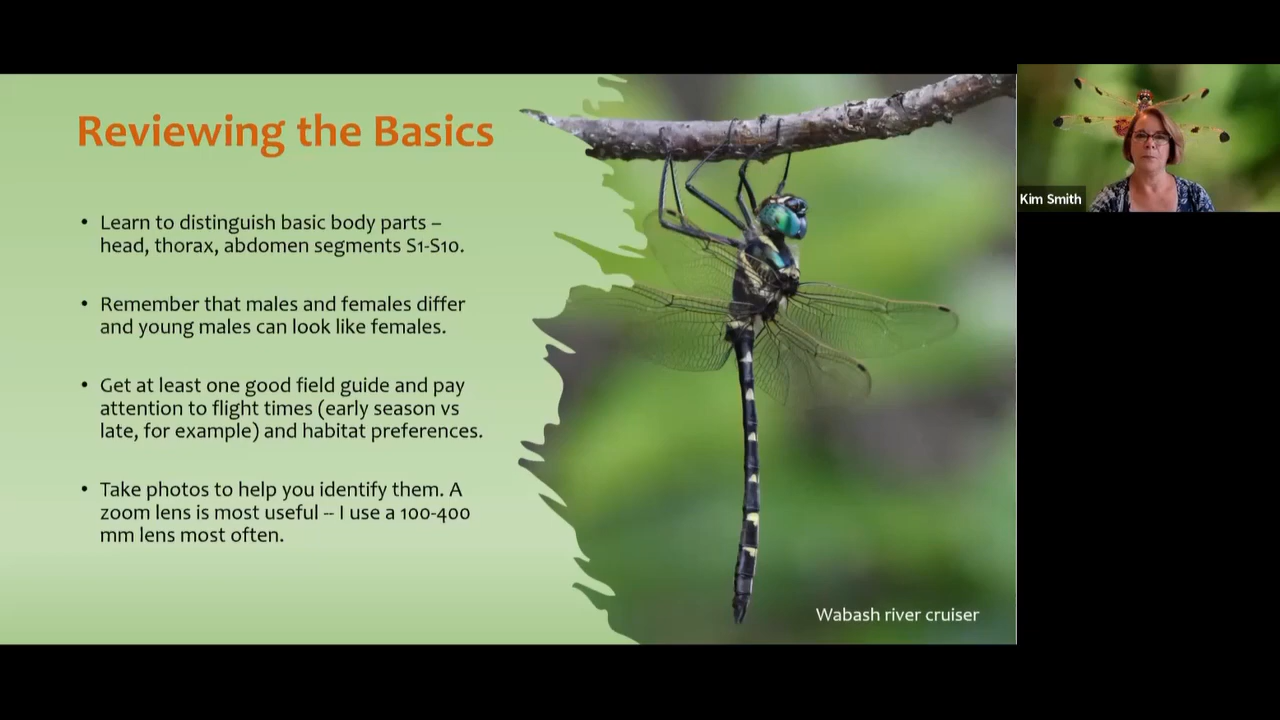 Reviewing the Basics
• Learn to distinguish basic body parts –
head, thorax, abdomen segments S1-S10.
• Remember that males and females differ
and young males can look like females.
• Get at least one good field guide and pay
attention to flight times (early season vs
late, for example) and habitat preferences.
• Take photos to help you identify them. A
zoom lens is most useful -- I use a 100-400
mm lens most often.
Wabash river cruiser
Kim Smith